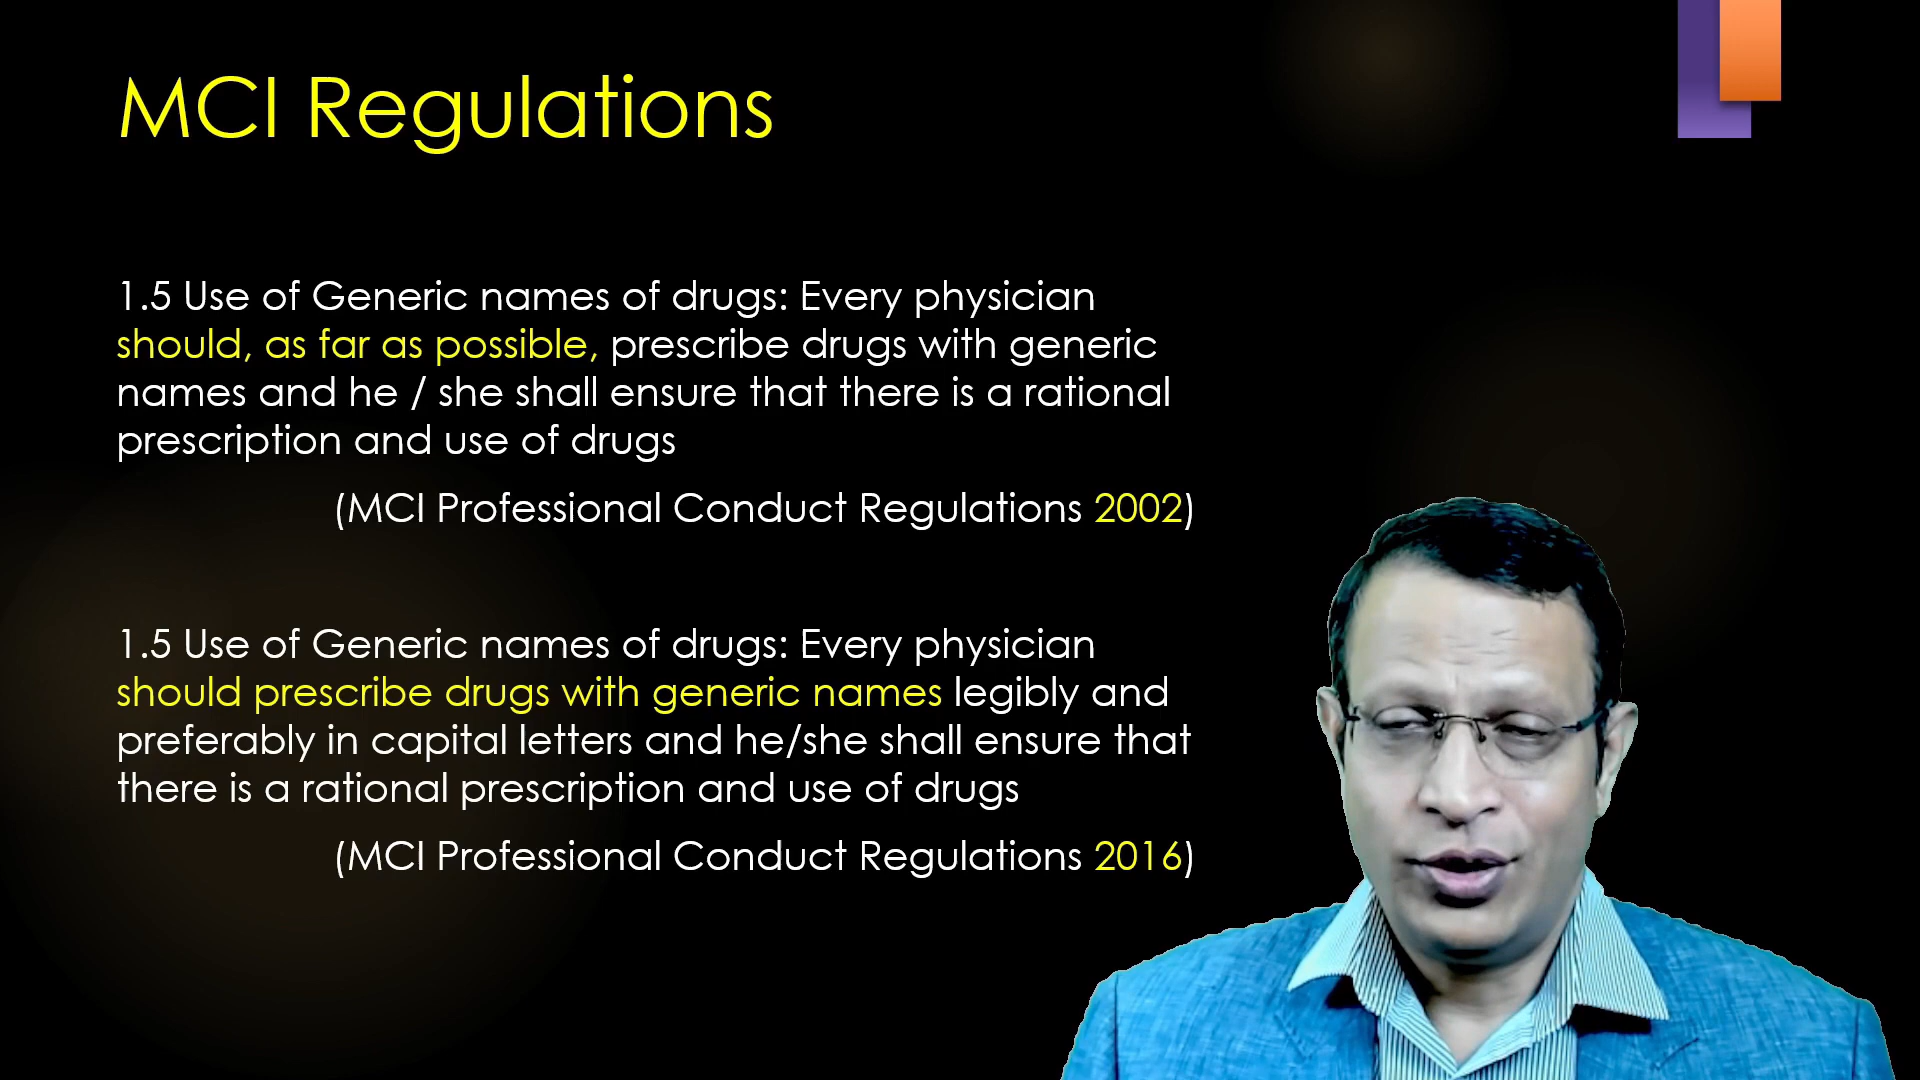 MCI Regulations
1.5 Use of Generic names of drugs: Every physician
should, as far as possible, prescribe drugs with generic
names and he / she shall ensure that there is a rational
prescription and use of drugs
(MCI Professional Conduct Regulations 2002)
1.5 Use of Generic names of drugs: Every physician
should prescribe drugs with generic names legibly and
preferably in capital letters and he/she shall ensure that
there is a rational prescription and use of drugs
(MCI Professional Conduct Regulations 2016)